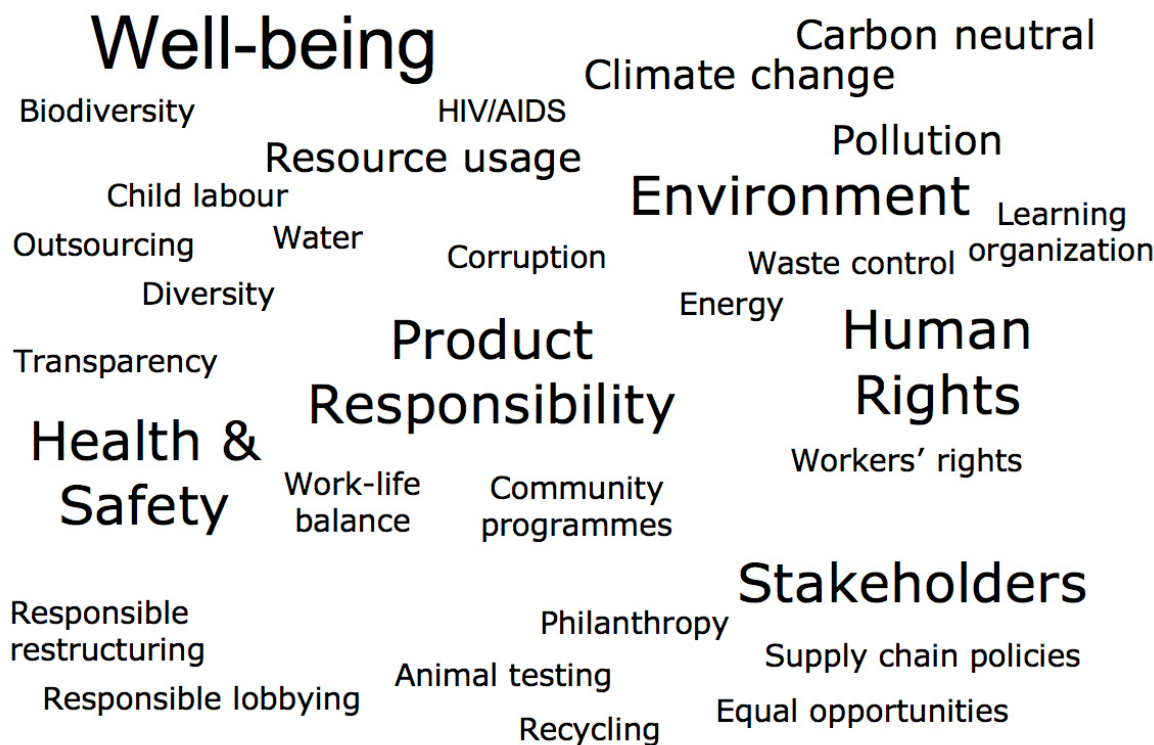 Well-being
Carbon neutral
Climate change
Biodiversity
HIV/AIDS
Pollution
Resource usage
Child labour
Environment
Learning
organization
Outsourcing
Water
Corruption
Waste control
Diversity
Energy
Product
Responsibility
Human
Rights
Transparency
Health &
Safety
Work-life
balance
Community
programmes
Workers’ rights
Stakeholders
Responsible
restructuring
Philanthropy
Supply chain policies
Animal testing
Responsible lobbying
Equal opportunities
Recycling